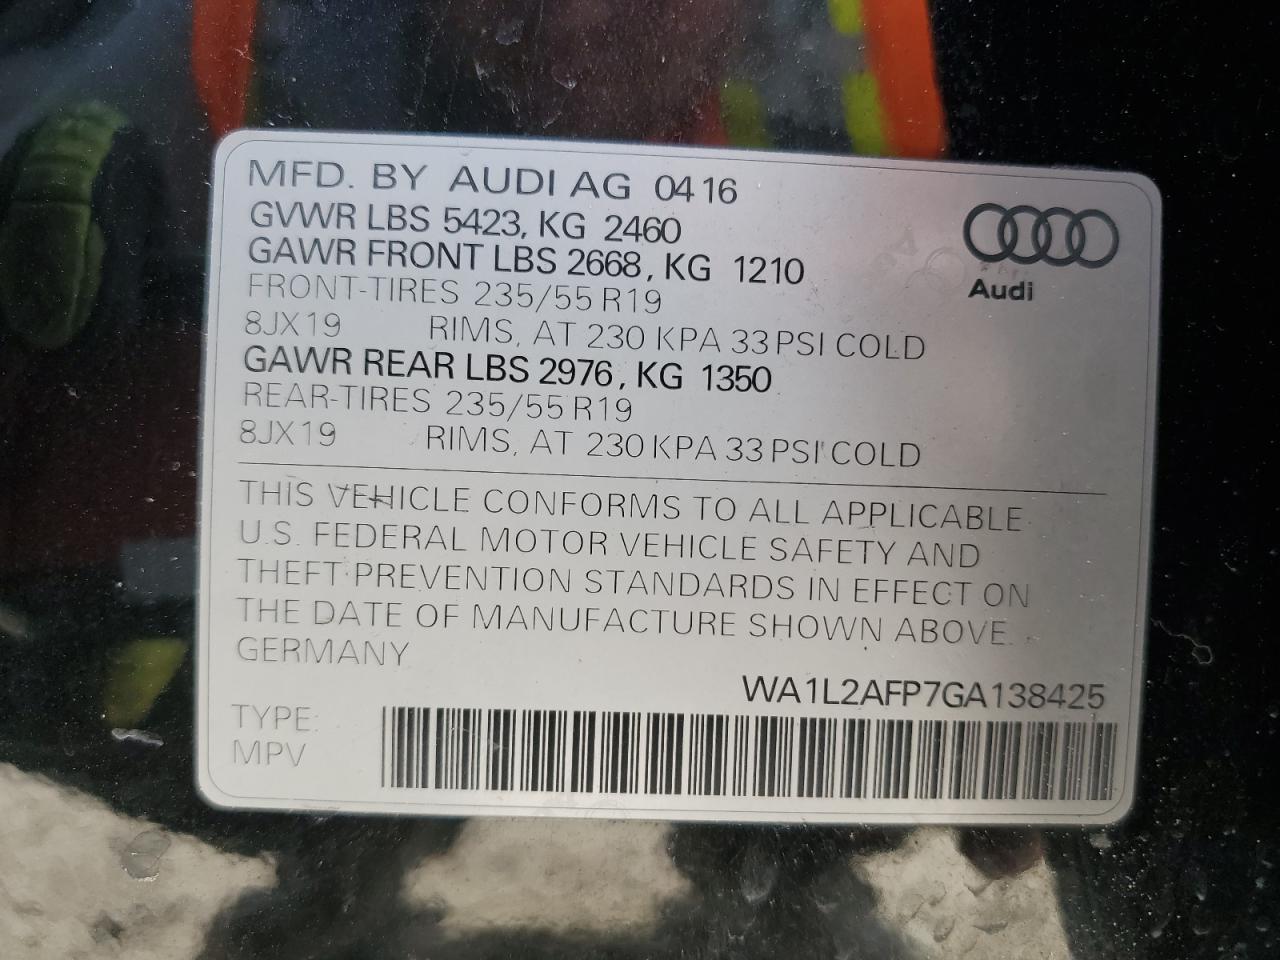 MFD. BY AUDI AG 0416
GVWR LBS 5423, KG 2460
GAWR FRONT LBS 2668, KG 1210
FRONT-TIRES 235/55 R19
8JX19 RIMS, AT 230 KPA 33 PSI COLD
GAWR REAR LBS 2976, KG 1350
REAR-TIRES 235/55 R19
8JX19 RIMS, AT 230 KPA 33 PSI COLD
Audi
THIS VEHICLE CONFORMS TO ALL APPLICABLE
U.S. FEDERAL MOTOR VEHICLE SAFETY AND
THEFT PREVENTION STANDARDS IN EFFECT ON
THE DATE OF MANUFACTURE SHOWN ABOVE.
GERMANY
WA1L2AFP7GA138425
TYPE:
MPV